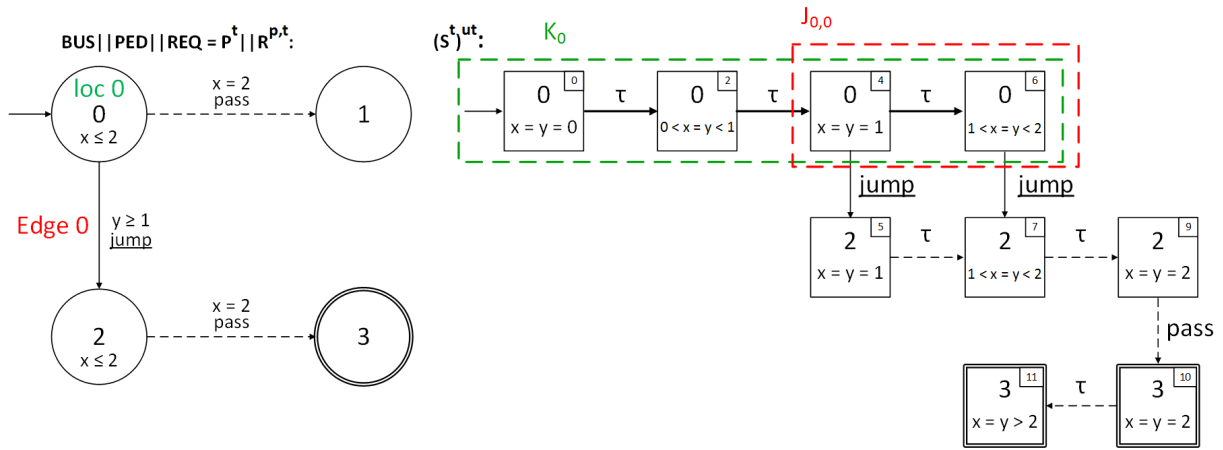 BUS||PED||REQ = P^t||R^p,t:
loc 0
0
x ≤ 2
x = 2
pass
1
Edge 0
y ≥ 1
jump
2
x ≤ 2
x = 2
pass
3
(S^t)^ut:
K0
J0,0
0
0
x = y = 0
τ
2
0
0 < x = y < 1
τ
4
0
x = y = 1
τ
6
0
1 < x = y < 2
jump
jump
5
2
x = y = 1
τ
7
2
1 < x = y < 2
τ
9
2
x = y = 2
pass
11
3
x = y > 2
τ
10
3
x = y = 2